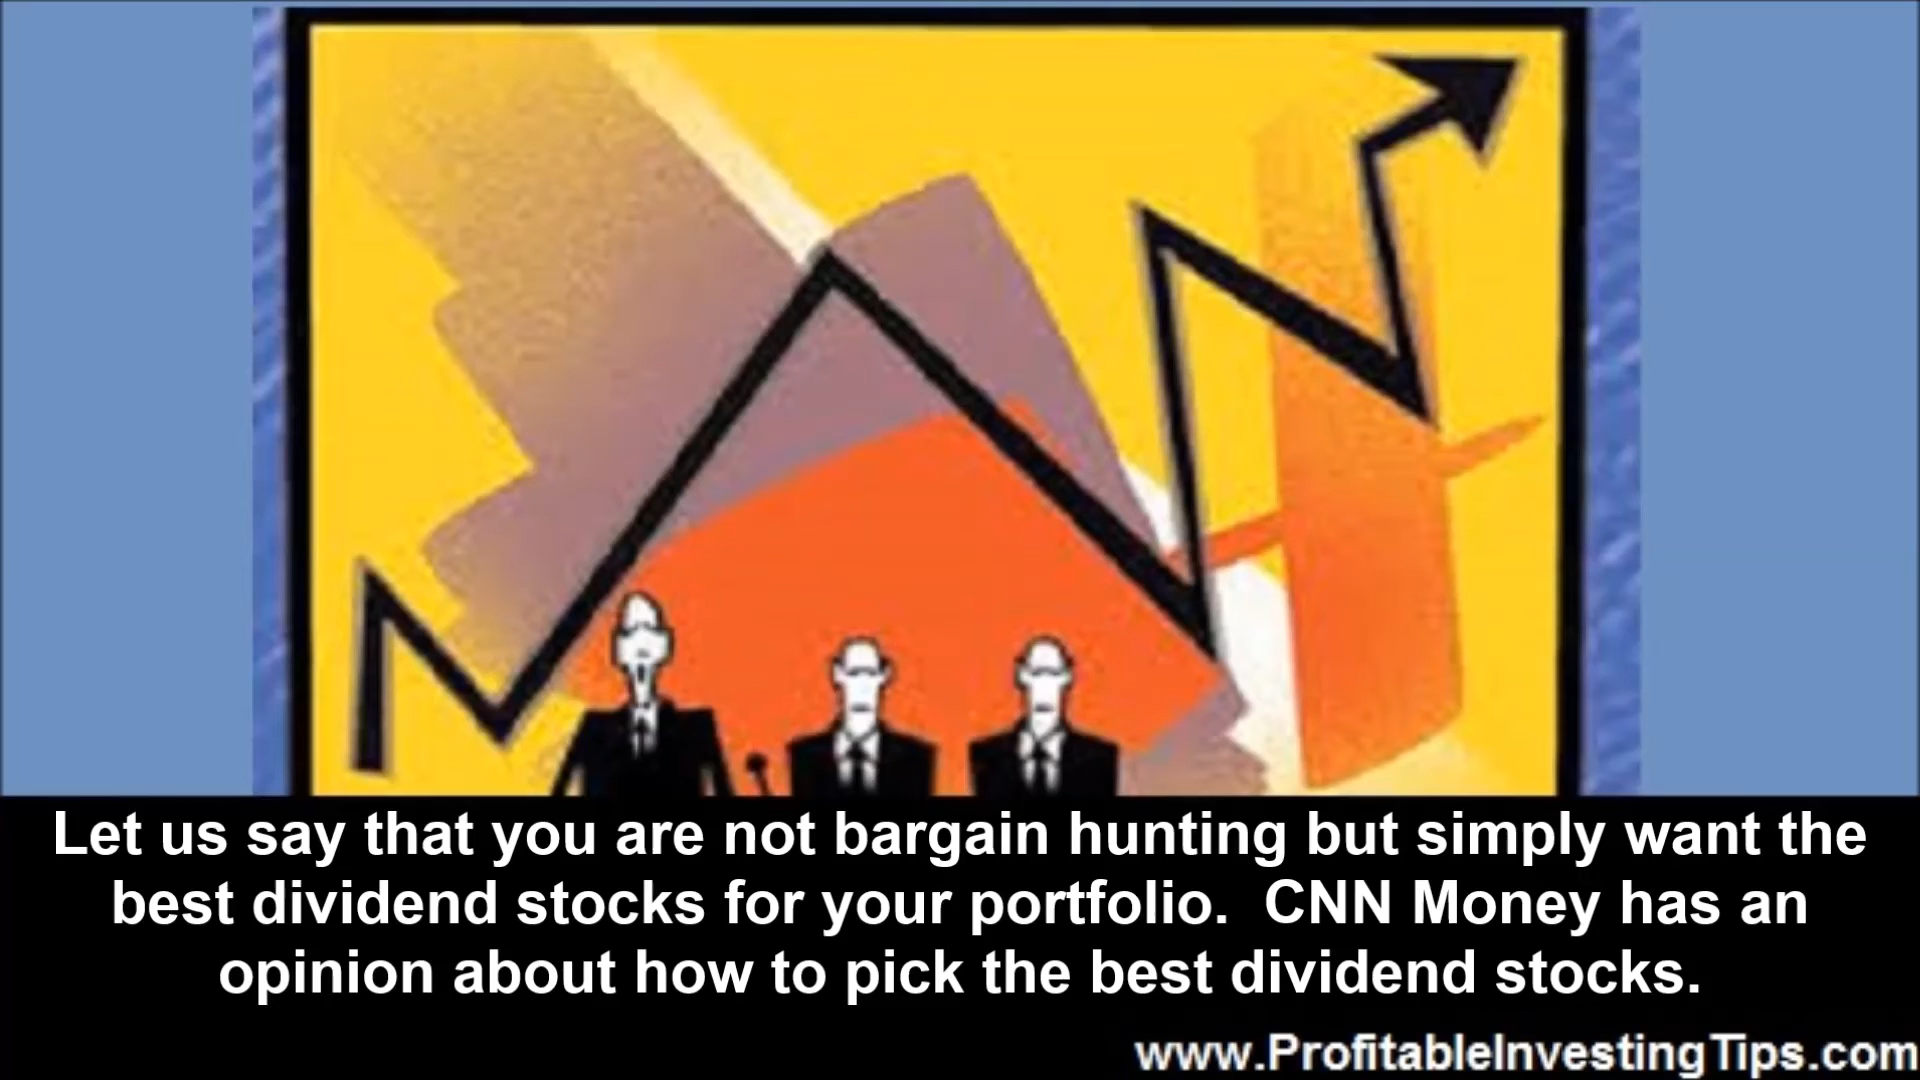 Let us say that you are not bargain hunting but simply want the
best dividend stocks for your portfolio.  CNN Money has an
opinion about how to pick the best dividend stocks.
www.ProfitableInvestingTips.com